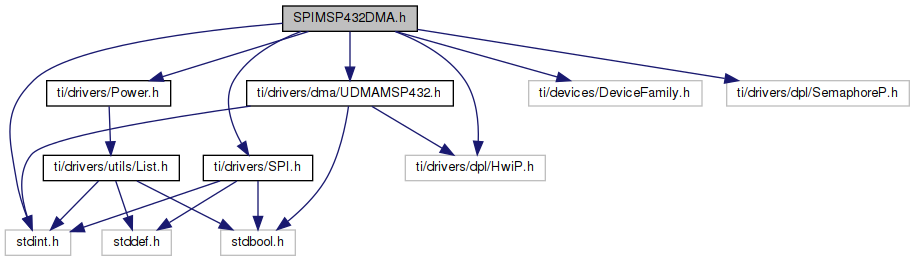 SPIMSP432DMA.h
ti/drivers/Power.h
ti/drivers/dma/UDMAMSP432.h
ti/devices/DeviceFamily.h
ti/drivers/dpl/SemaphoreP.h
ti/drivers/utils/List.h
ti/drivers/SPI.h
ti/drivers/dpl/HwiP.h
stdint.h
stddef.h
stdbool.h